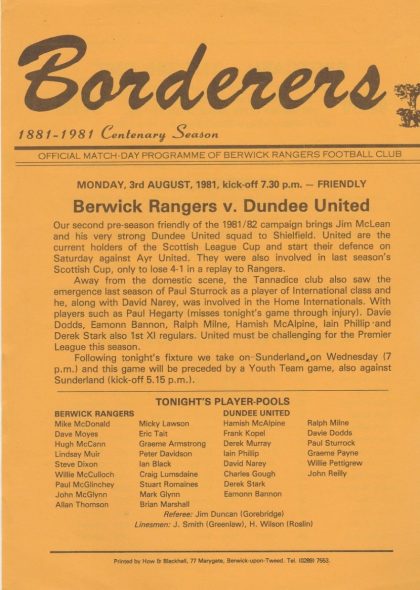 Borderers
1881-1981 Centenary Season
OFFICIAL MATCH-DAY PROGRAMME OF BERWICK RANGERS FOOTBALL CLUB
MONDAY, 3rd AUGUST, 1981, kick-off 7.30 p.m. — FRIENDLY
Berwick Rangers v. Dundee United
Our second pre-season friendly of the 1981/82 campaign brings Jim McLean
and his very strong Dundee United squad to Shielfield. United are the
current holders of the Scottish League Cup and start their defence on
Saturday against Ayr United. They were also involved in last season's
Scottish Cup, only to lose 4-1 in a replay to Rangers.
Away from the domestic scene, the Tannadice club also saw the
emergence last season of Paul Sturrock as a player of International class and
he, along with David Narey, was involved in the Home Internationals. With
players such as Paul Hegarty (misses tonight's game through injury). Davie
Dodds, Eamonn Bannon, Ralph Milne, Hamish McAlpine, Iain Phillip and
Derek Stark also 1st XI regulars. United must be challenging for the Premier
League this season.
Following tonight's fixture we take on Sunderland on Wednesday (7
p.m.) and this game will be preceded by a Youth Team game, also against
Sunderland (kick-off 5.15 p.m.).
TONIGHT'S PLAYER-POOLS
BERWICK RANGERS DUNDEE UNITED
Mike McDonald Micky Lawson Hamish McAlpine Ralph Milne
Dave Moyes Eric Tait Frank Kopel Davie Dodds
Hugh McCann Graeme Armstrong Derek Murray Paul Sturrock
Lindsay Muir Peter Davidson Iain Phillip Graeme Payne
Steve Dixon Ian Black David Narey Willie Pettigrew
Willie McCulloch Craig Lumsdaine Charles Gough John Reilly
Paul McGlinchey Stuart Romaines Derek Stark
John McGlynn Mark Glynn Eamonn Bannon
Allan Thomson Brian Marshall
Referee: Jim Duncan (Gorebridge)
Linesmen: J. Smith (Greenlaw), H. Wilson (Roslin)
Printed by How & Blackhall, 77 Marygate, Berwick-upon-Tweed. Tel. (0289) 7553.